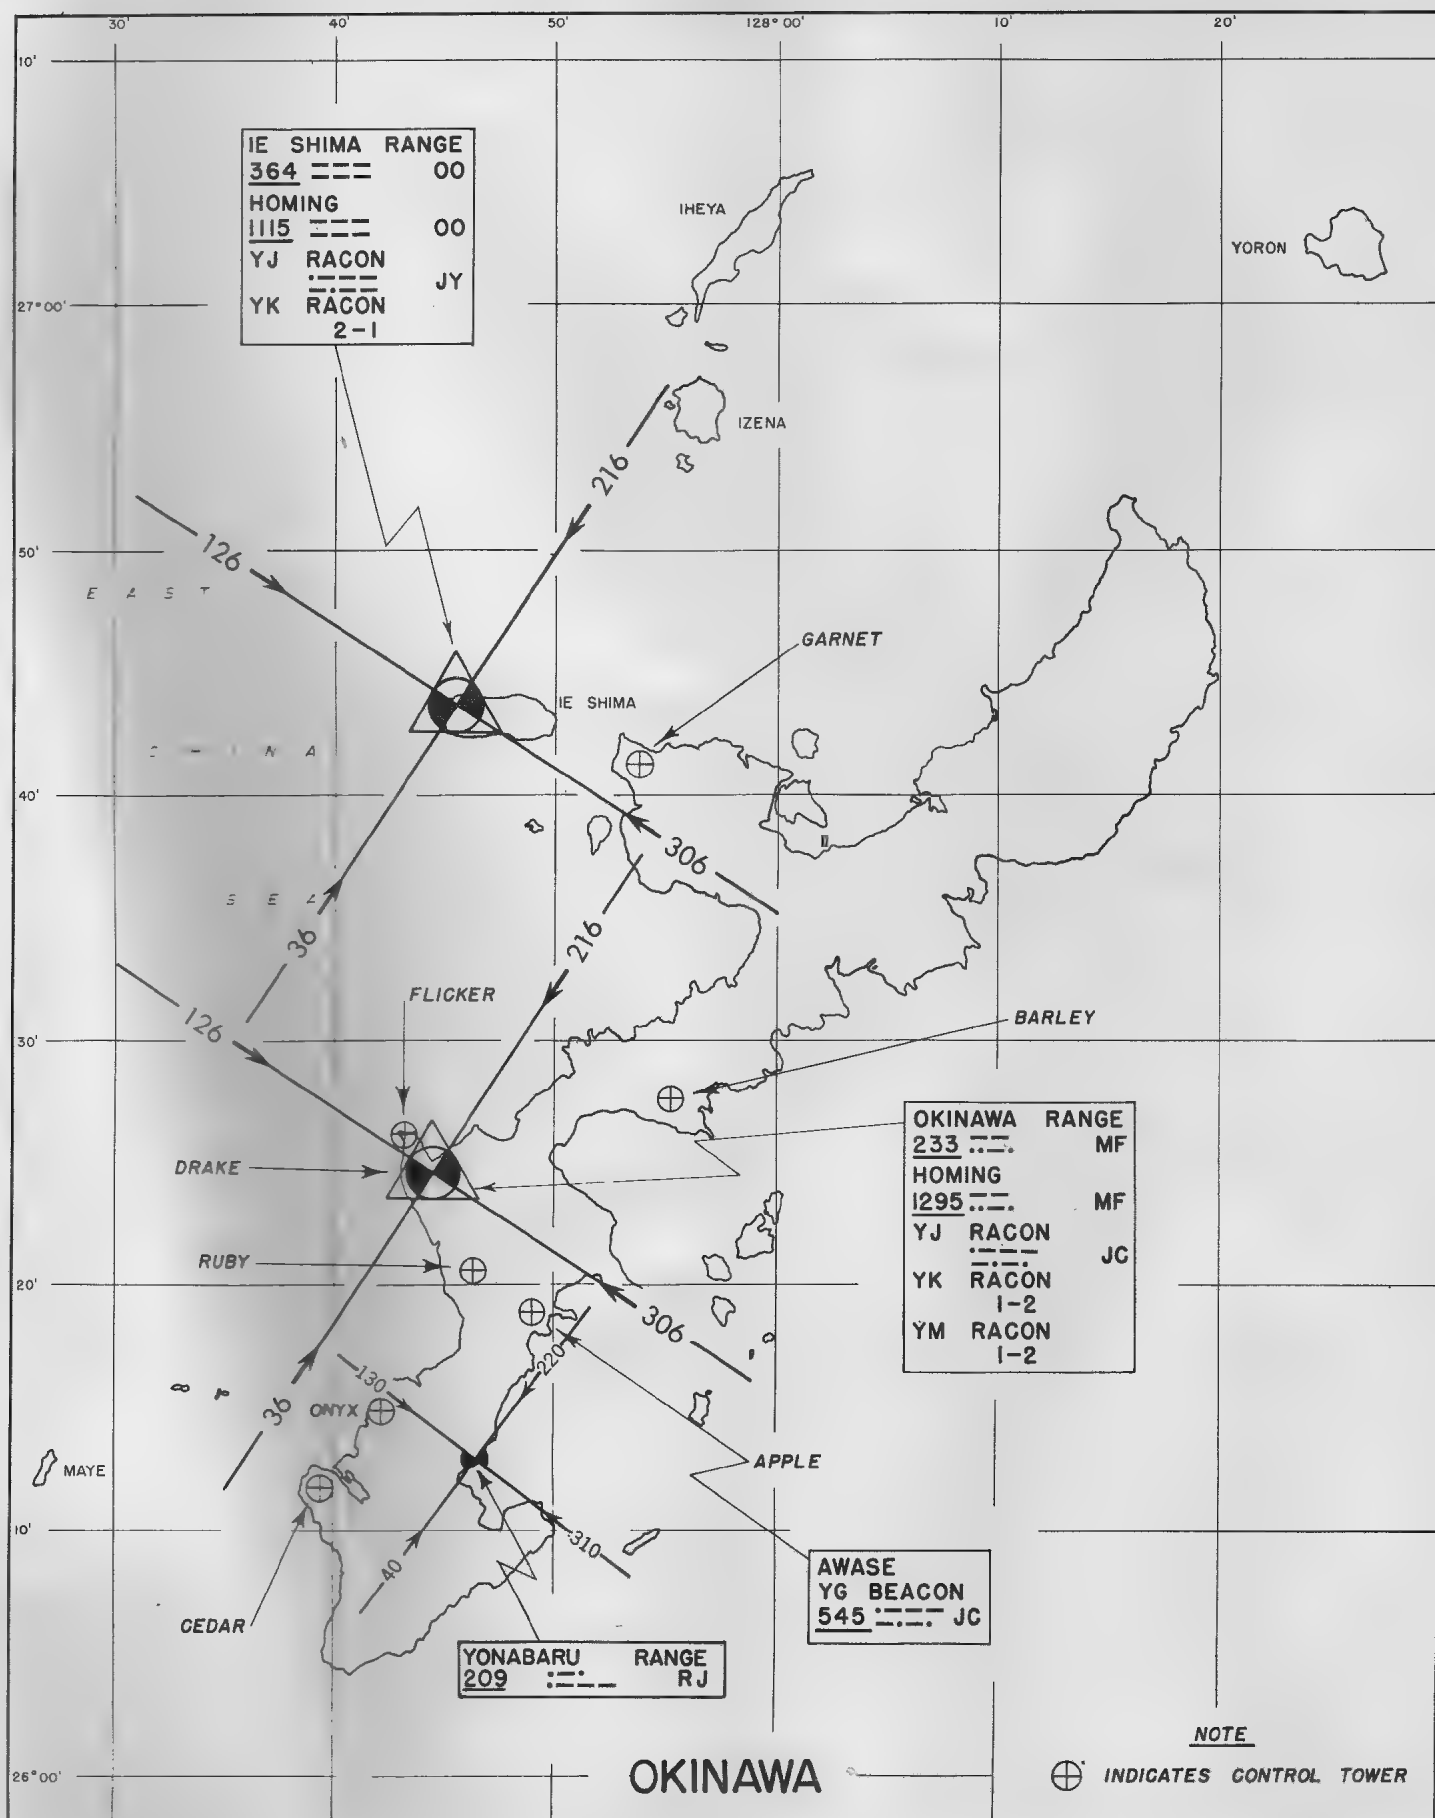 30' 40' 50' 128° 00' 10' 20'
10'
IE SHIMA RANGE
364 OO
HOMING
1115 OO
YJ RACON
JY
YK RACON
2-1
IHEYA
YORON
27° 00'
IZENA
216
126
50'
EAST
GARNET
IE SHIMA
CHINA
40'
306
SEA
216
36
FLICKER
126
BARLEY
30'
OKINAWA RANGE
233 MF
HOMING
1295 MF
YJ RACON
JC
YK RACON
1-2
YM RACON
1-2
DRAKE
RUBY
20'
306
220
130
36
ONYX
MAYE
APPLE
10'
310
40
AWASE
YG BEACON
545 JC
CEDAR
YONABARU RANGE
209 RJ
NOTE
26° 00'
OKINAWA
INDICATES CONTROL TOWER